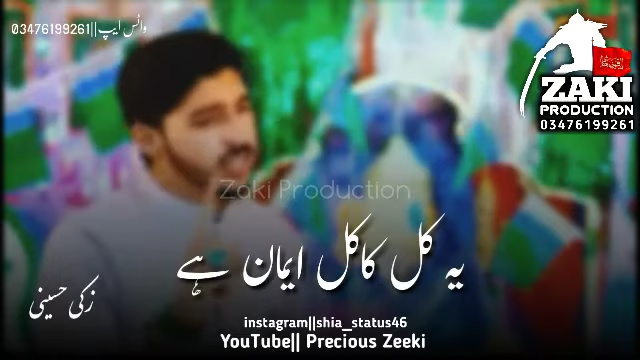 واٹس ایپ||03476199261
ZAKI
PRODUCTION
03476199261
Zaki Production
یہ کل کا کل ایمان ہے
زکی حسینی
instagram||shia_status46
YouTube|| Precious Zeeki